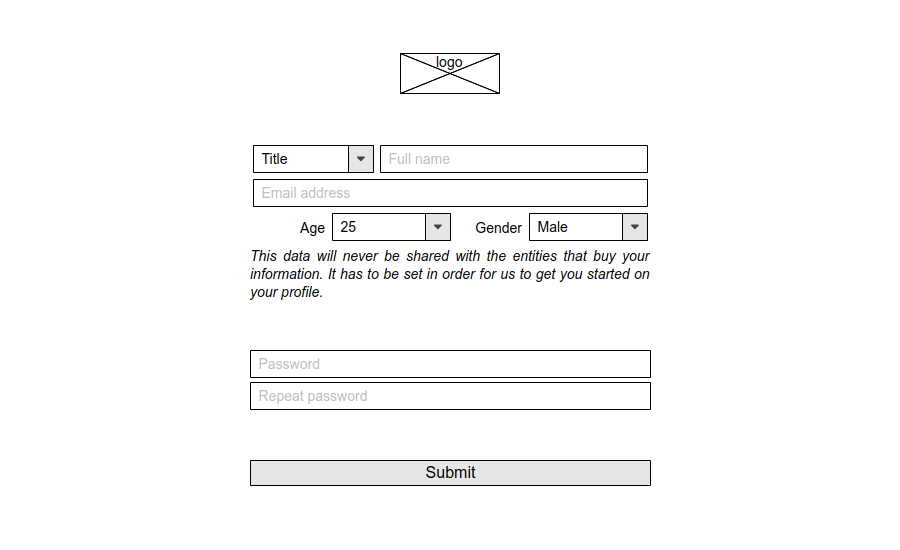 logo
Title Full name
Email address
Age 25 Gender Male
This data will never be shared with the entities that buy your
information. It has to be set in order for us to get you started on
your profile.
Password
Repeat password
Submit